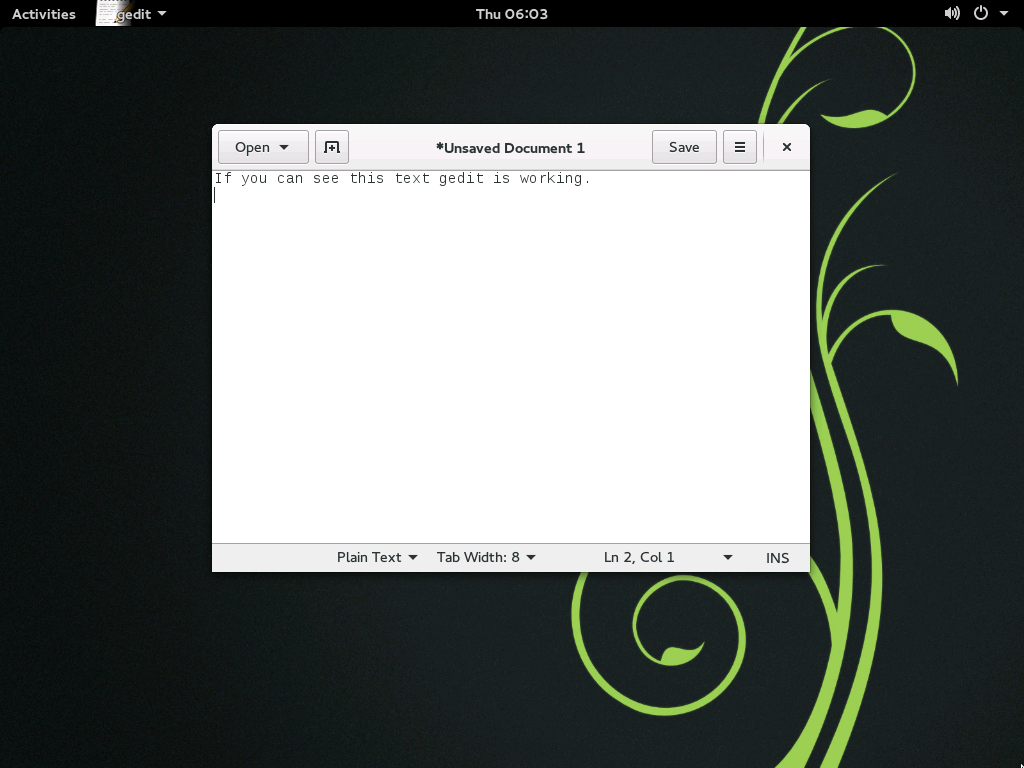 Activities gedit Thu 06:03
Open *Unsaved Document 1 Save
If you can see this text gedit is working.
Plain Text Tab Width: 8 Ln 2, Col 1 INS